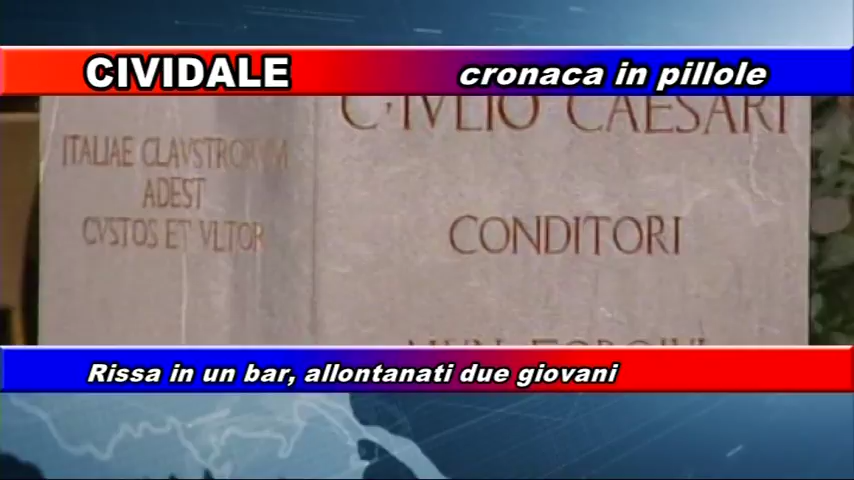 CIVIDALE
cronaca in pillole
C·IVLIO CAESARI
ITALIAE CLAVSTRORVM
ADEST
CVSTOS ET VLTOR
CONDITORI
Rissa in un bar, allontanati due giovani